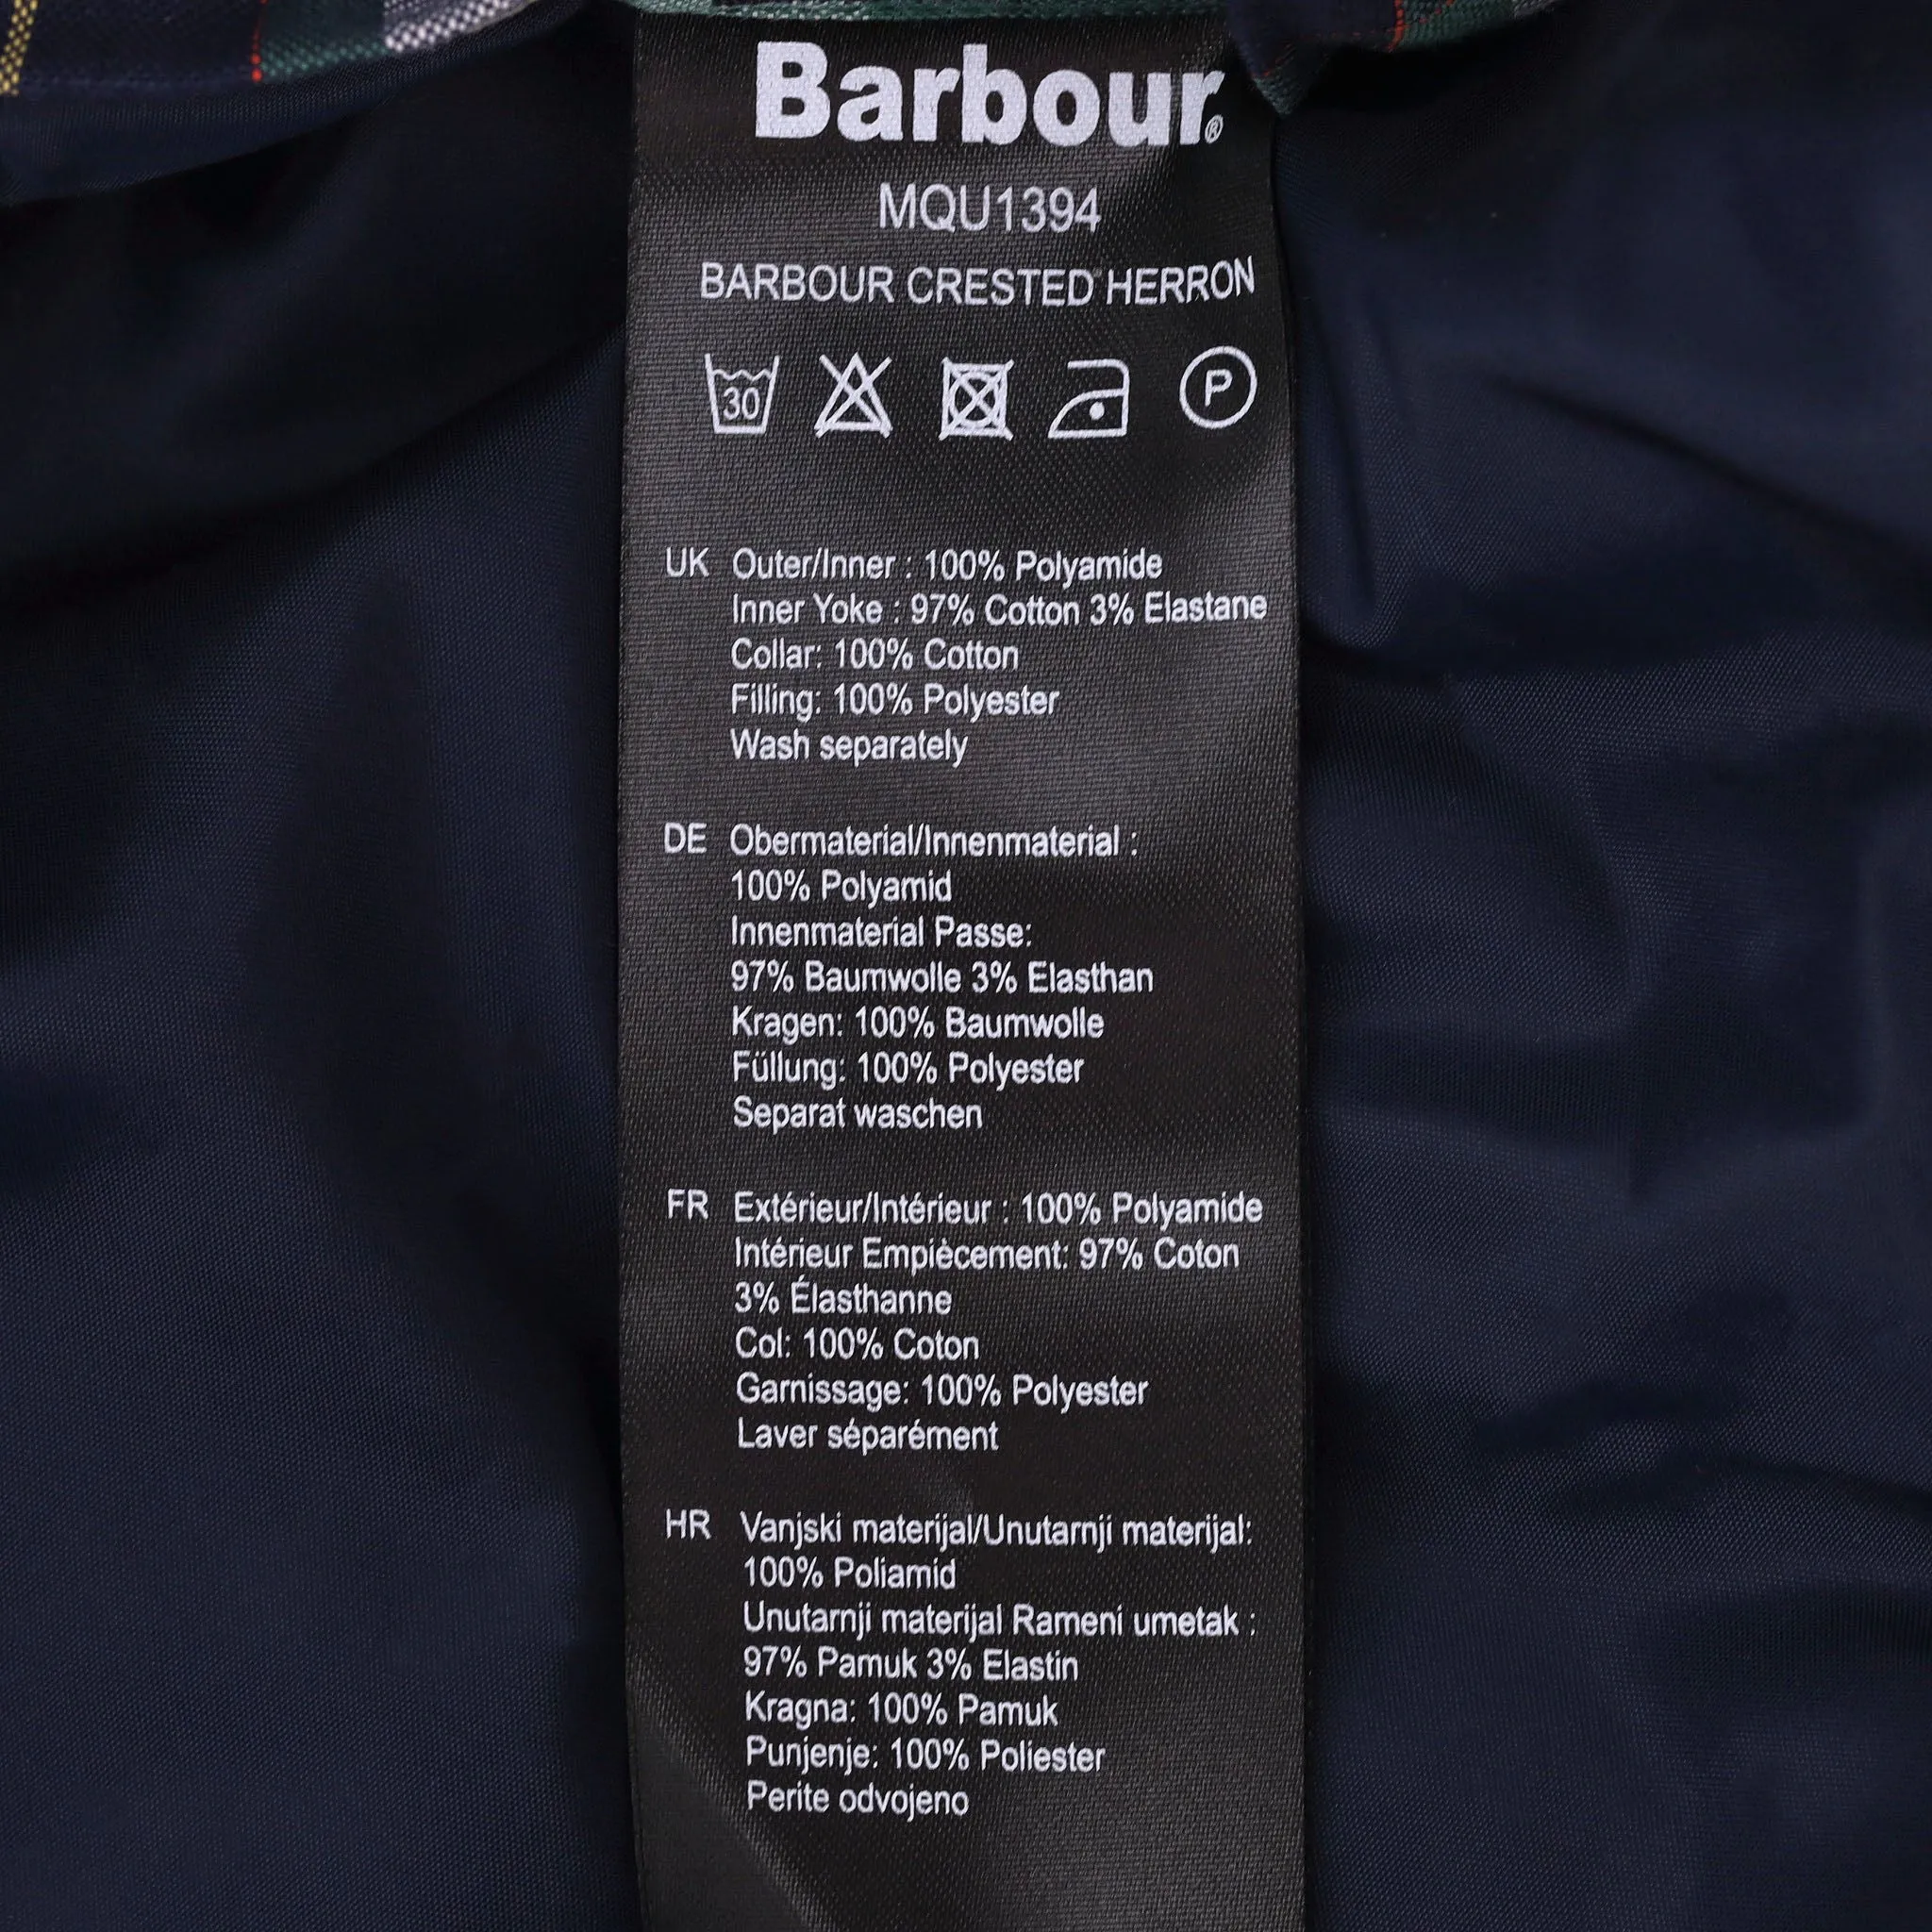 Barbour®
MQU1394
BARBOUR CRESTED HERRON
30 P
UK Outer/Inner : 100% Polyamide
Inner Yoke : 97% Cotton 3% Elastane
Collar: 100% Cotton
Filling: 100% Polyester
Wash separately
DE Obermaterial/Innenmaterial :
100% Polyamid
Innenmaterial Passe:
97% Baumwolle 3% Elasthan
Kragen: 100% Baumwolle
Füllung: 100% Polyester
Separat waschen
FR Extérieur/Intérieur : 100% Polyamide
Intérieur Empiècement: 97% Coton
3% Élasthanne
Col: 100% Coton
Garnissage: 100% Polyester
Laver séparément
HR Vanjski materijal/Unutarnji materijal:
100% Poliamid
Unutarnji materijal Rameni umetak :
97% Pamuk 3% Elastin
Kragna: 100% Pamuk
Punjenje: 100% Poliester
Perite odvojeno